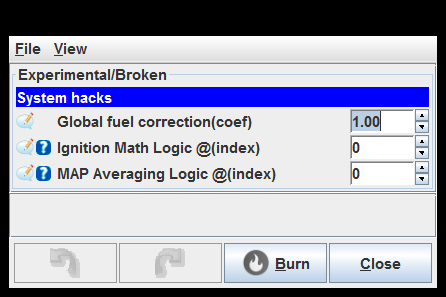 File View
Experimental/Broken
System hacks
Global fuel correction(coef) 1.00
? Ignition Math Logic @(index) 0
? MAP Averaging Logic @(index) 0
Burn Close